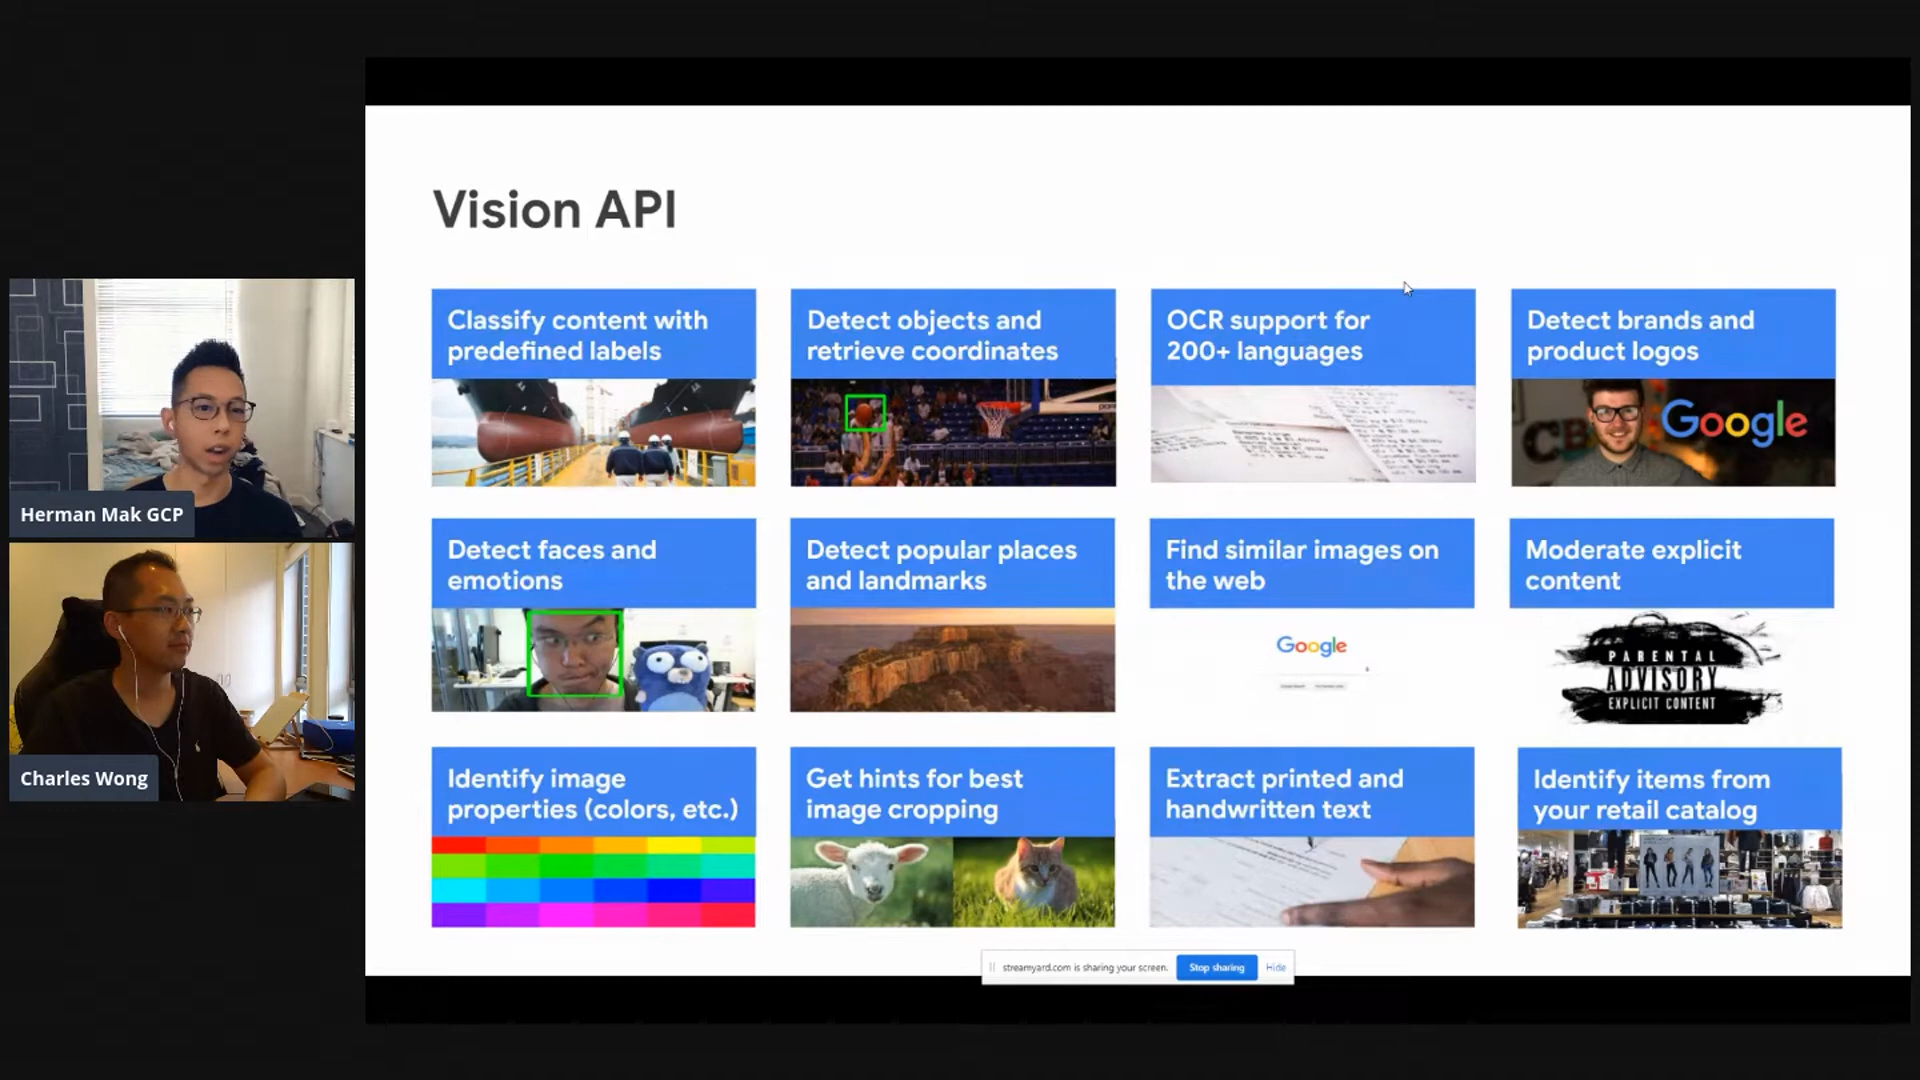 Vision API
Classify content with
predefined labels
Detect objects and
retrieve coordinates
OCR support for
200+ languages
Detect brands and
product logos
Google
Detect faces and
emotions
Detect popular places
and landmarks
Find similar images on
the web
Google
Moderate explicit
content
PARENTAL
ADVISORY
EXPLICIT CONTENT
Identify image
properties (colors, etc.)
Get hints for best
image cropping
Extract printed and
handwritten text
Identify items from
your retail catalog
streamyard.com is sharing your screen.
Stop sharing
Hide
Herman Mak GCP
Charles Wong